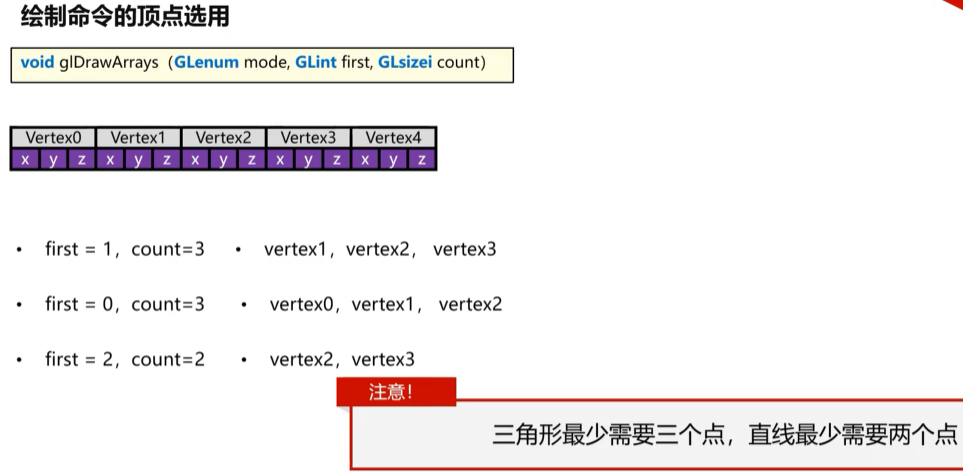 绘制命令的顶点选用
void glDrawArrays（GLenum mode, GLint first, GLsizei count）
Vertex0 Vertex1 Vertex2 Vertex3 Vertex4
x y z x y z x y z x y z x y z
• first = 1，count=3 • vertex1，vertex2， vertex3
• first = 0，count=3 • vertex0，vertex1， vertex2
• first = 2，count=2 • vertex2，vertex3
注意！
三角形最少需要三个点，直线最少需要两个点